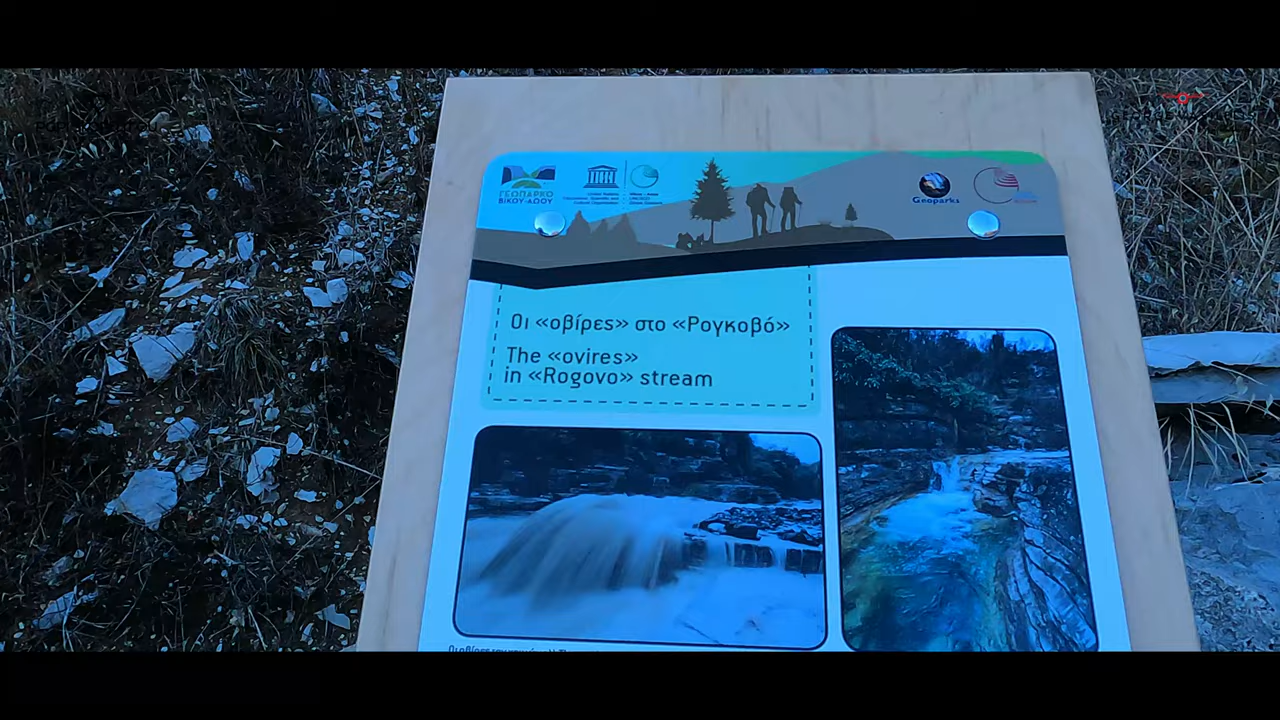 ΓΕΩΠΑΡΚΟ
ΒΙΚΟΥ-ΑΩΟΥ
Geoparks
Οι «οβίρες» στο «Ρογκοβό»
The «ovires»
in «Rogovo» stream